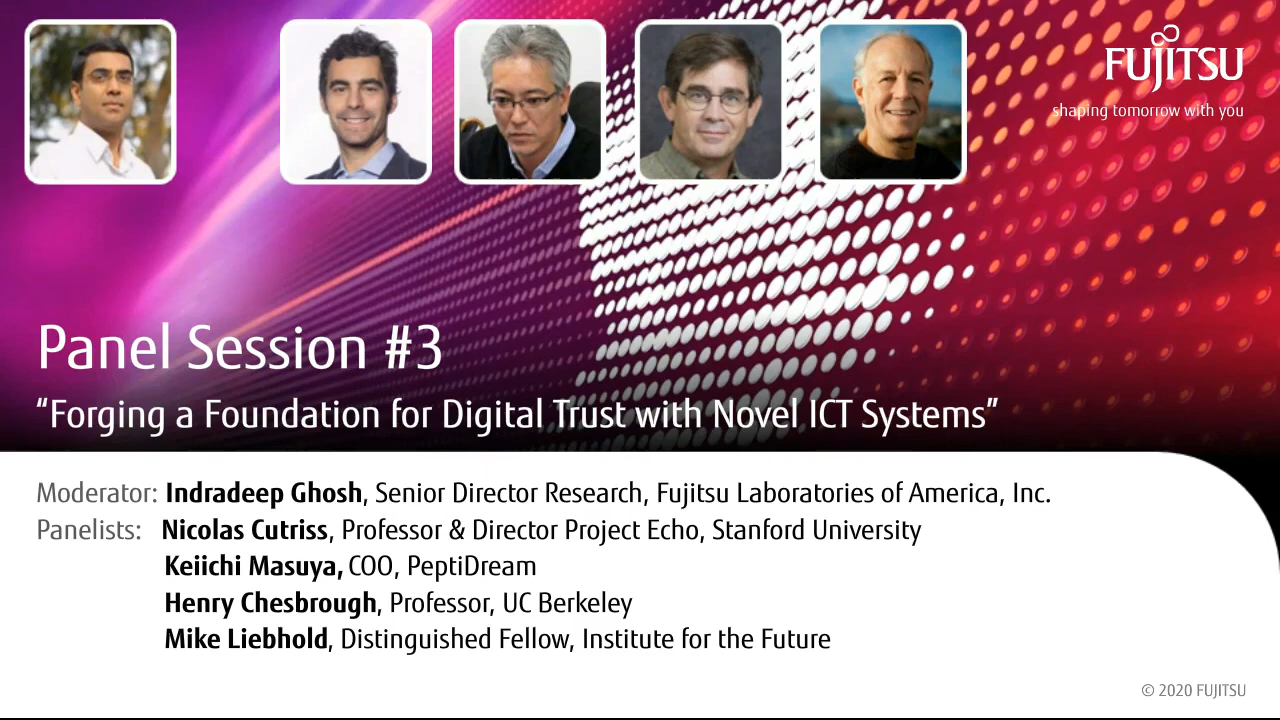 FUJITSU
shaping tomorrow with you
Panel Session #3
“Forging a Foundation for Digital Trust with Novel ICT Systems”
Moderator: Indradeep Ghosh, Senior Director Research, Fujitsu Laboratories of America, Inc.
Panelists: Nicolas Cutriss, Professor & Director Project Echo, Stanford University
Keiichi Masuya, COO, PeptiDream
Henry Chesbrough, Professor, UC Berkeley
Mike Liebhold, Distinguished Fellow, Institute for the Future
© 2020 FUJITSU